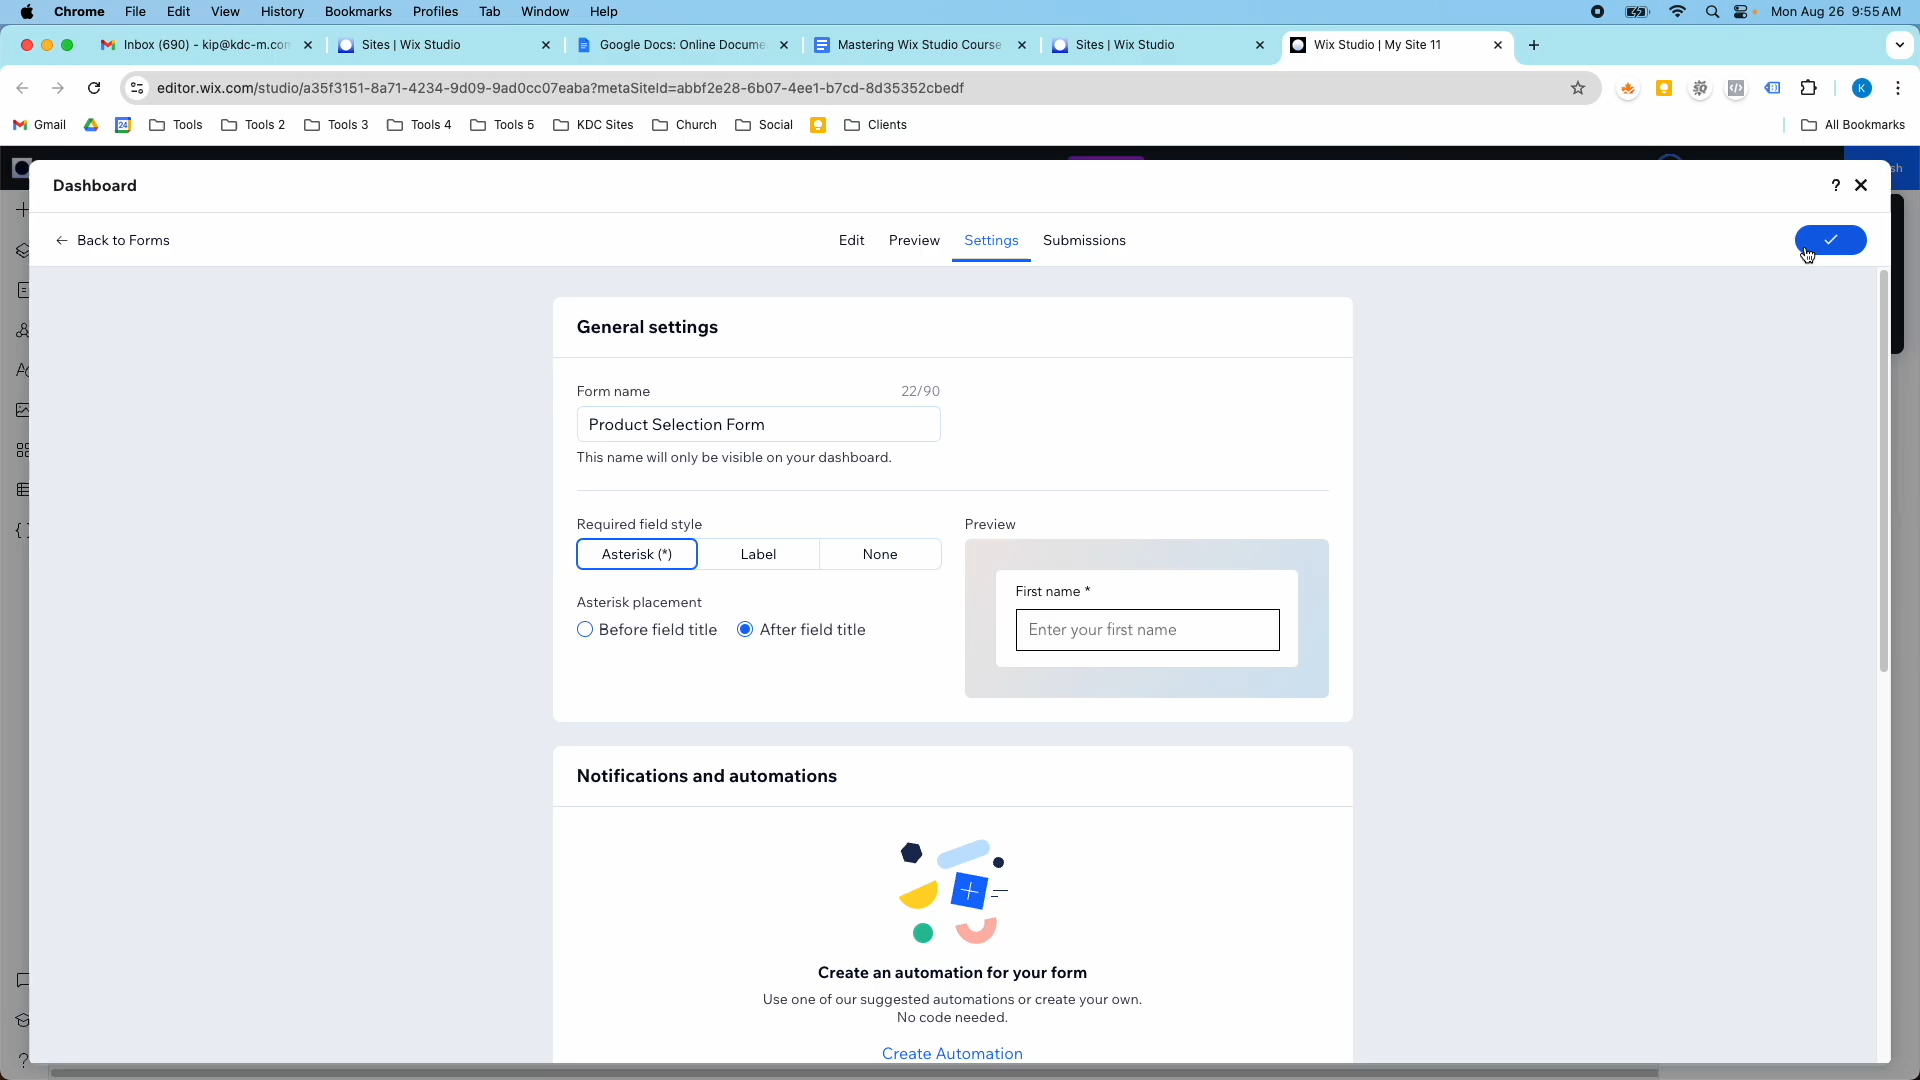 Chrome File Edit View History Bookmarks Profiles Tab Window Help Mon Aug 26 9:55 AM
Inbox (690) - kip@kdc-m.con Sites | Wix Studio Google Docs: Online Docume Mastering Wix Studio Course Sites | Wix Studio Wix Studio | My Site 11
editor.wix.com/studio/a35f3151-8a71-4234-9d09-9ad0cc07eaba?metaSiteId=abbf2e28-6b07-4ee1-b7cd-8d35352cbedf K
Gmail 24 Tools Tools 2 Tools 3 Tools 4 Tools 5 KDC Sites Church Social Clients All Bookmarks
sh
Dashboard ?
Back to Forms Edit Preview Settings Submissions
General settings
Form name 22/90
Product Selection Form
This name will only be visible on your dashboard.
Required field style Preview
Asterisk (*) Label None
First name *
Asterisk placement
Before field title After field title Enter your first name
Notifications and automations
Create an automation for your form
Use one of our suggested automations or create your own.
No code needed.
Create Automation
?